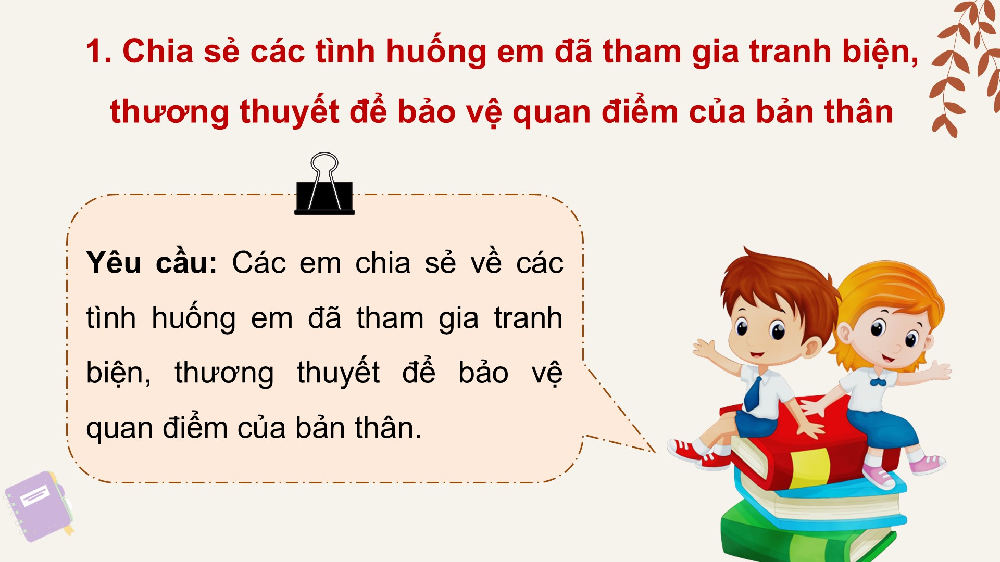 1. Chia sẻ các tình huống em đã tham gia tranh biện,
thương thuyết để bảo vệ quan điểm của bản thân
Yêu cầu: Các em chia sẻ về các
tình huống em đã tham gia tranh
biện, thương thuyết để bảo vệ
quan điểm của bản thân.